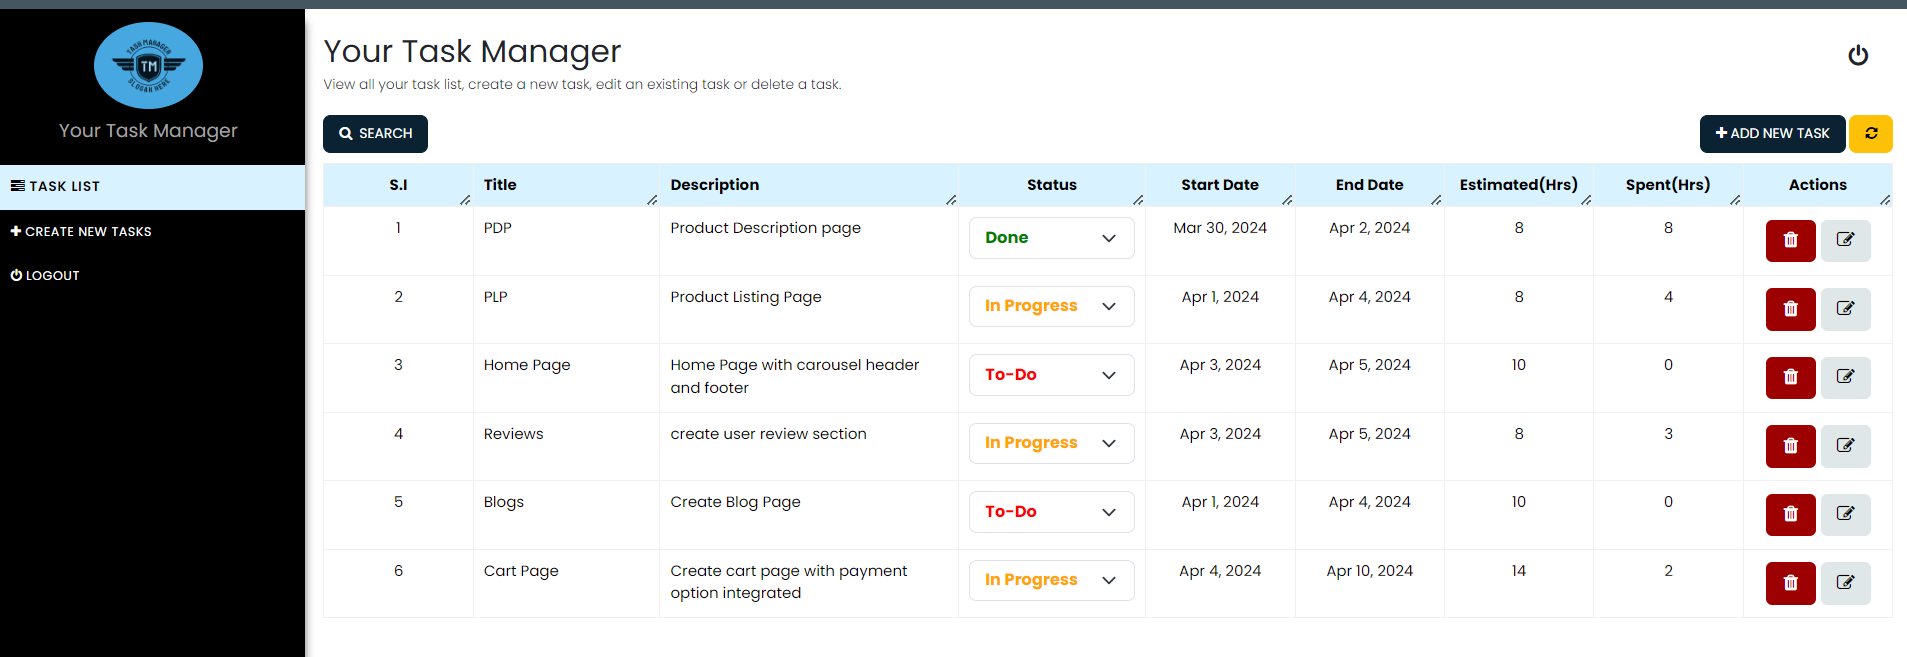 TASK MANAGER
TM
SLOGAN HERE
Your Task Manager
TASK LIST
CREATE NEW TASKS
LOGOUT
Your Task Manager
View all your task list, create a new task, edit an existing task or delete a task.
SEARCH
ADD NEW TASK
S.I Title Description Status Start Date End Date Estimated(Hrs) Spent(Hrs) Actions
1 PDP Product Description page Done Mar 30, 2024 Apr 2, 2024 8 8
2 PLP Product Listing Page In Progress Apr 1, 2024 Apr 4, 2024 8 4
3 Home Page Home Page with carousel header To-Do Apr 3, 2024 Apr 5, 2024 10 0
and footer
4 Reviews create user review section In Progress Apr 3, 2024 Apr 5, 2024 8 3
5 Blogs Create Blog Page To-Do Apr 1, 2024 Apr 4, 2024 10 0
6 Cart Page Create cart page with payment In Progress Apr 4, 2024 Apr 10, 2024 14 2
option integrated